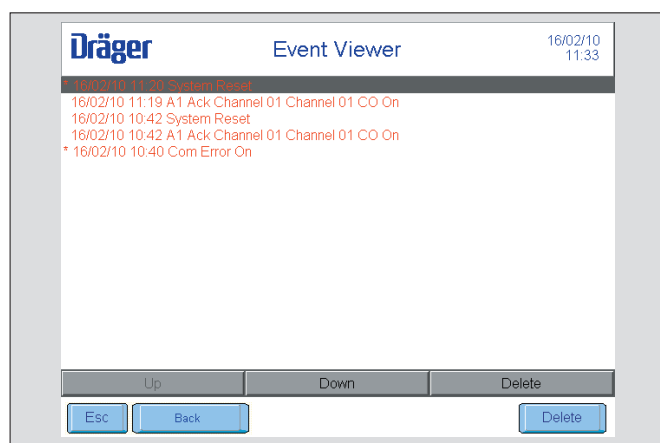 Dräger
Event Viewer
16/02/10
11:33
* 16/02/10 11:20 System Reset
16/02/10 11:19 A1 Ack Channel 01 Channel 01 CO On
16/02/10 10:42 System Reset
16/02/10 10:42 A1 Ack Channel 01 Channel 01 CO On
* 16/02/10 10:40 Com Error On
Up Down Delete
Esc Back Delete